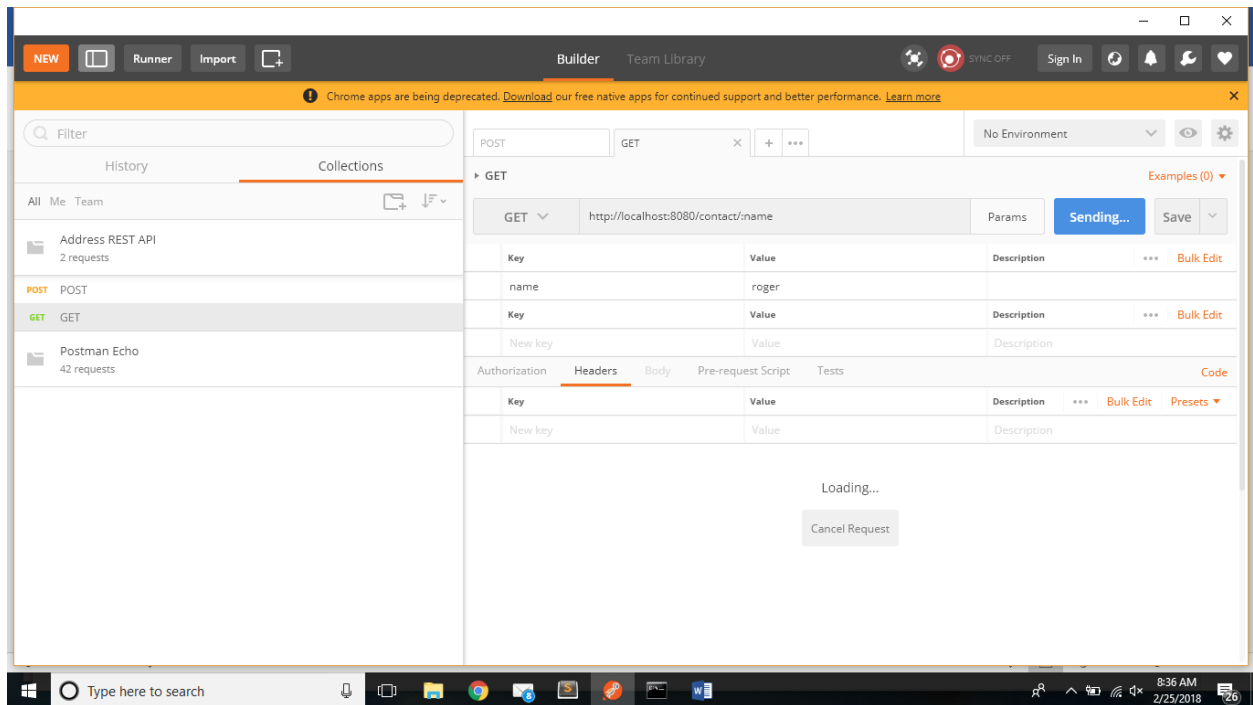 NEW Runner Import Builder Team Library SYNC OFF Sign In
Chrome apps are being deprecated. Download our free native apps for continued support and better performance. Learn more
Filter
History Collections
All Me Team
Address REST API
2 requests
POST POST
GET GET
Postman Echo
42 requests
POST GET No Environment
GET Examples (0)
GET http://localhost:8080/contact/:name Params Sending... Save
Key Value Description Bulk Edit
name roger
Key Value Description Bulk Edit
New key Value Description
Authorization Headers Body Pre-request Script Tests Code
Key Value Description Bulk Edit Presets
New key Value Description
Loading...
Cancel Request
Type here to search
8:36 AM
2/25/2018
26